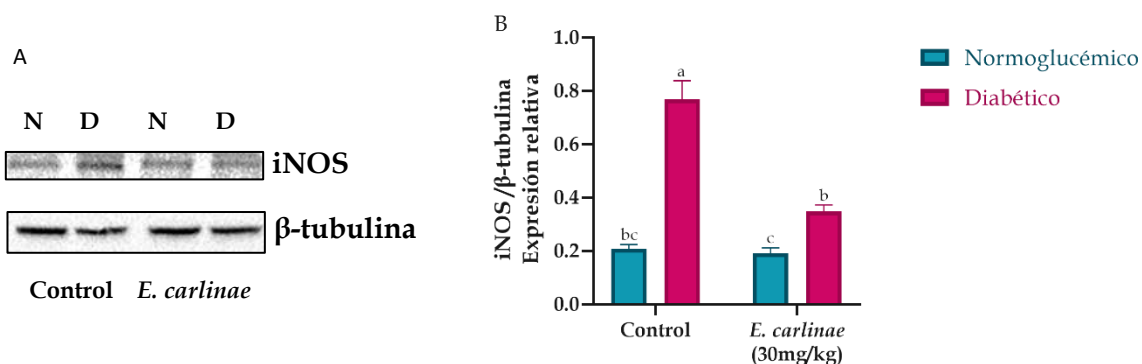 A
N D N D
iNOS
β-tubulina
Control E. carlinae
B
iNOS/β-tubulina
Expresión relativa
1.0
0.8
0.6
0.4
0.2
0.0
bc
a
c
b
Control
E. carlinae
(30mg/kg)
Normoglucémico
Diabético